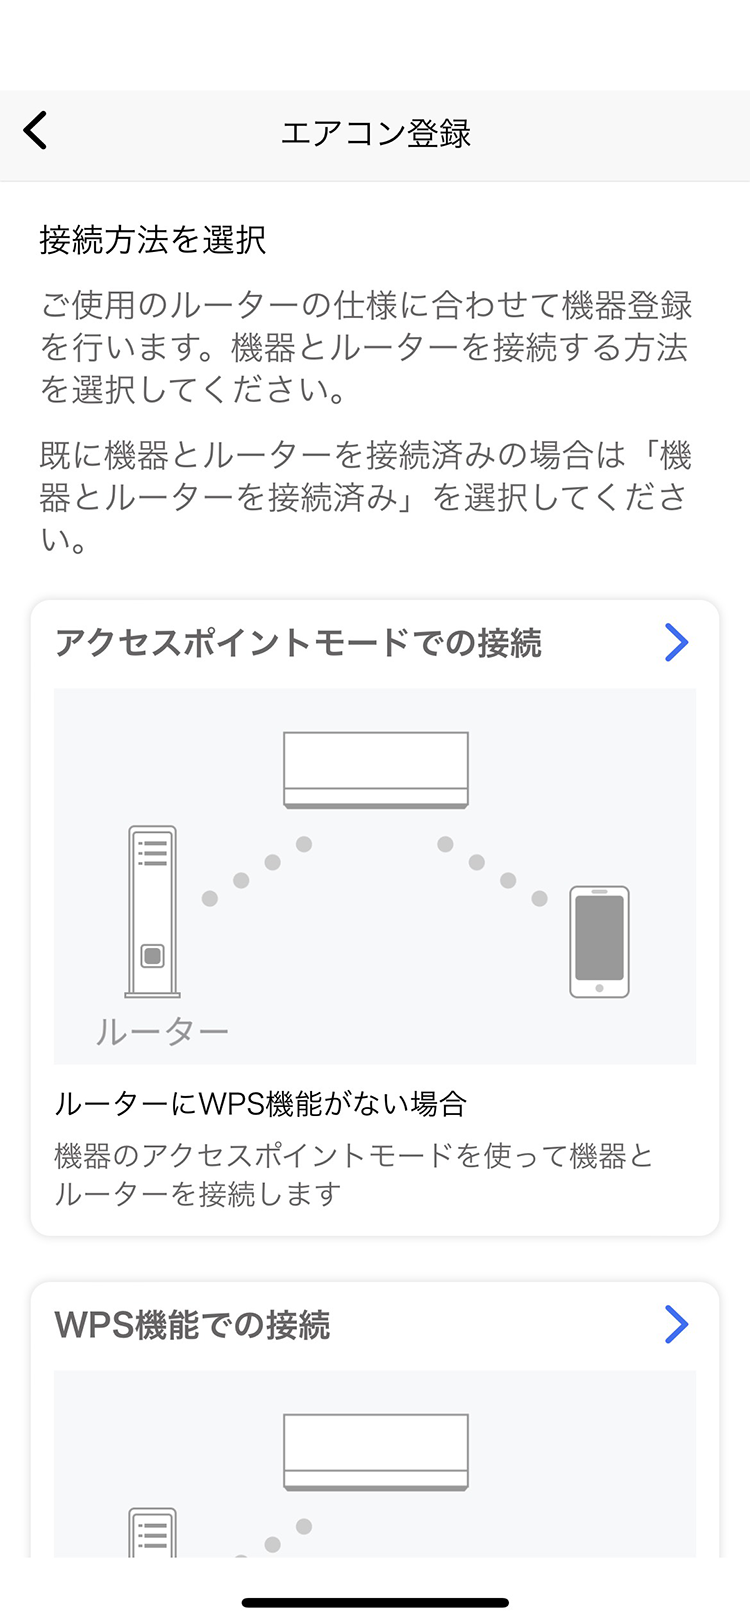 エアコン登録
接続方法を選択
ご使用のルーターの仕様に合わせて機器登録
を行います。機器とルーターを接続する方法
を選択してください。
既に機器とルーターを接続済みの場合は「機
器とルーターを接続済み」を選択してくださ
い。
アクセスポイントモードでの接続
ルーター
ルーターにWPS機能がない場合
機器のアクセスポイントモードを使って機器と
ルーターを接続します
WPS機能での接続